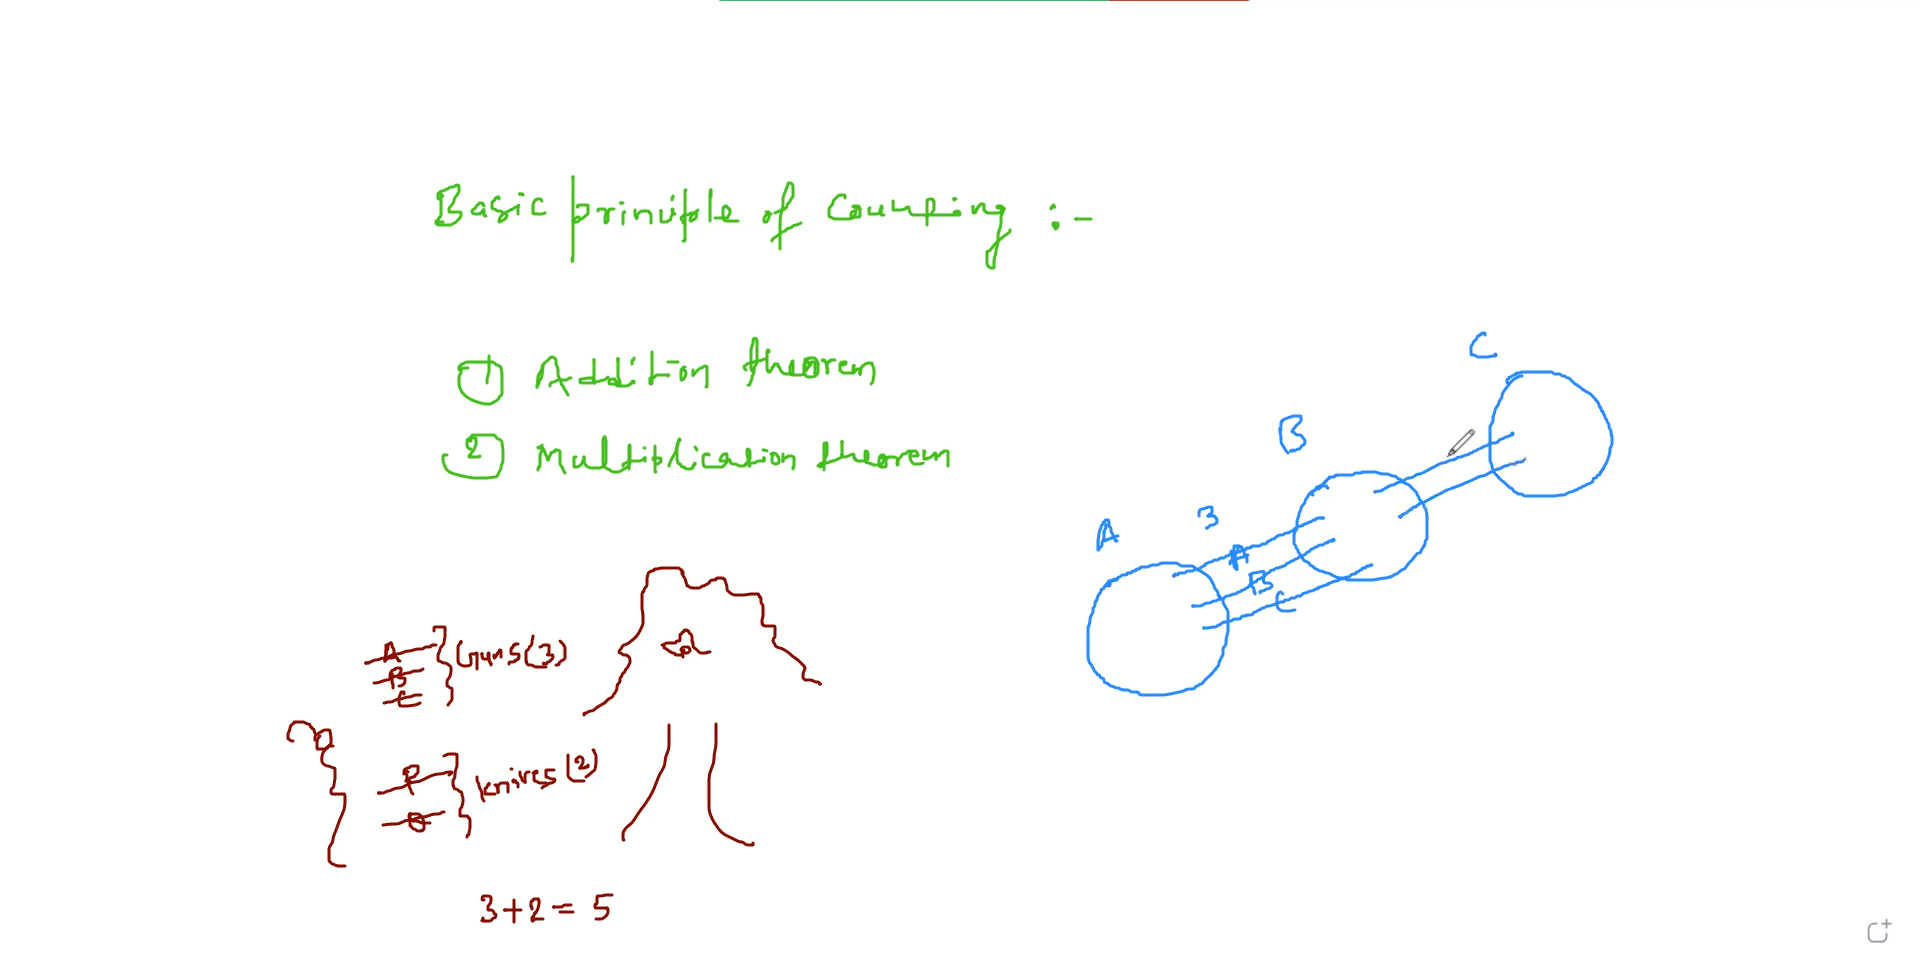 Basic principle of Counting :-
1 Addition theorem
2 Multiplication theorem
C
B
A
3
A
B
C
A
B
C
Guns(3)
P
Q
knives(2)
3+2=5